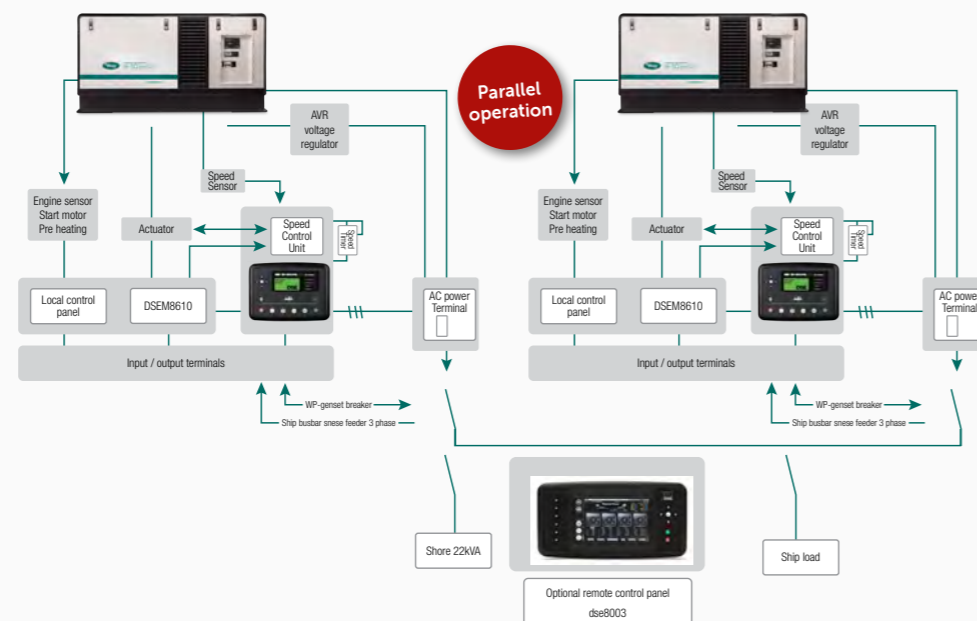 Parallel
operation
AVR
voltage
regulator
Speed
Sensor
Engine sensor
Start motor
Pre heating
Actuator
Speed
Control
Unit
Speed
Timer
Local control
panel
DSEM8610
AC power
Terminal
Input / output terminals
WP-genset breaker
Ship busbar snese feeder 3 phase
AVR
voltage
regulator
Speed
Sensor
Engine sensor
Start motor
Pre heating
Actuator
Speed
Control
Unit
Speed
Timer
Local control
panel
DSEM8610
AC power
Terminal
Input / output terminals
WP-genset breaker
Ship busbar snese feeder 3 phase
Shore 22kVA
Ship load
Optional remote control panel
dse8003